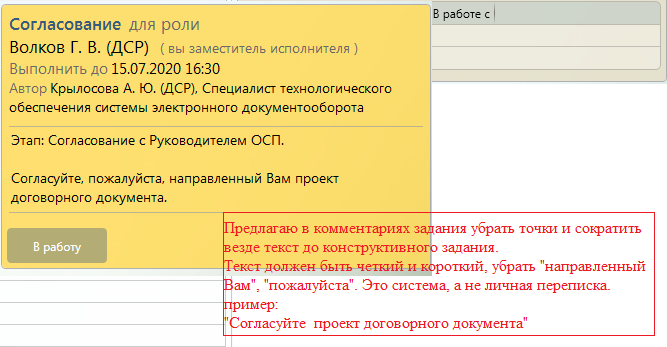 Согласование для роли
Волков Г. В. (ДСР) ( вы заместитель исполнителя )
Выполнить до 15.07.2020 16:30
Автор Крылосова А. Ю. (ДСР), Специалист технологического
обеспечения системы электронного документооборота
Этап: Согласование с Руководителем ОСП.
Согласуйте, пожалуйста, направленный Вам проект
договорного документа.
В работу
В работе с
Предлагаю в комментариях задания убрать точки и сократить
везде текст до конструктивного задания.
Текст должен быть четкий и короткий, убрать "направленный
Вам", "пожалуйста". Это система, а не личная переписка.
пример:
"Согласуйте  проект договорного документа"